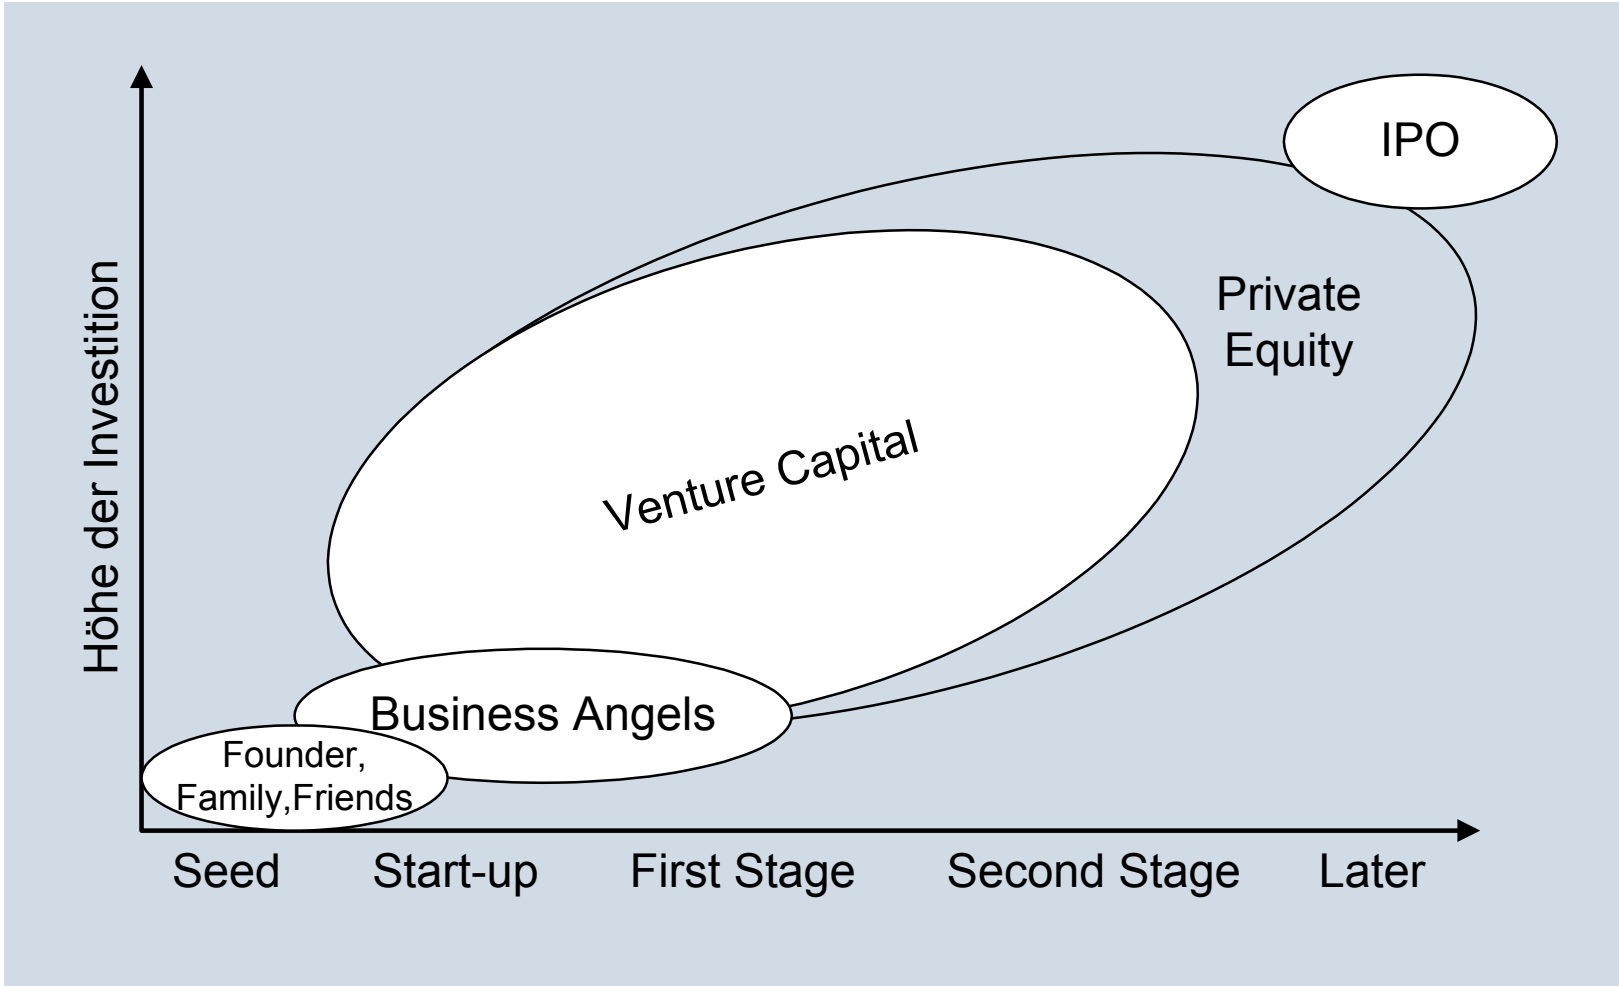 IPO
Private
Equity
Venture Capital
Höhe der Investition
Business Angels
Founder,
Family,Friends
Seed Start-up First Stage Second Stage Later